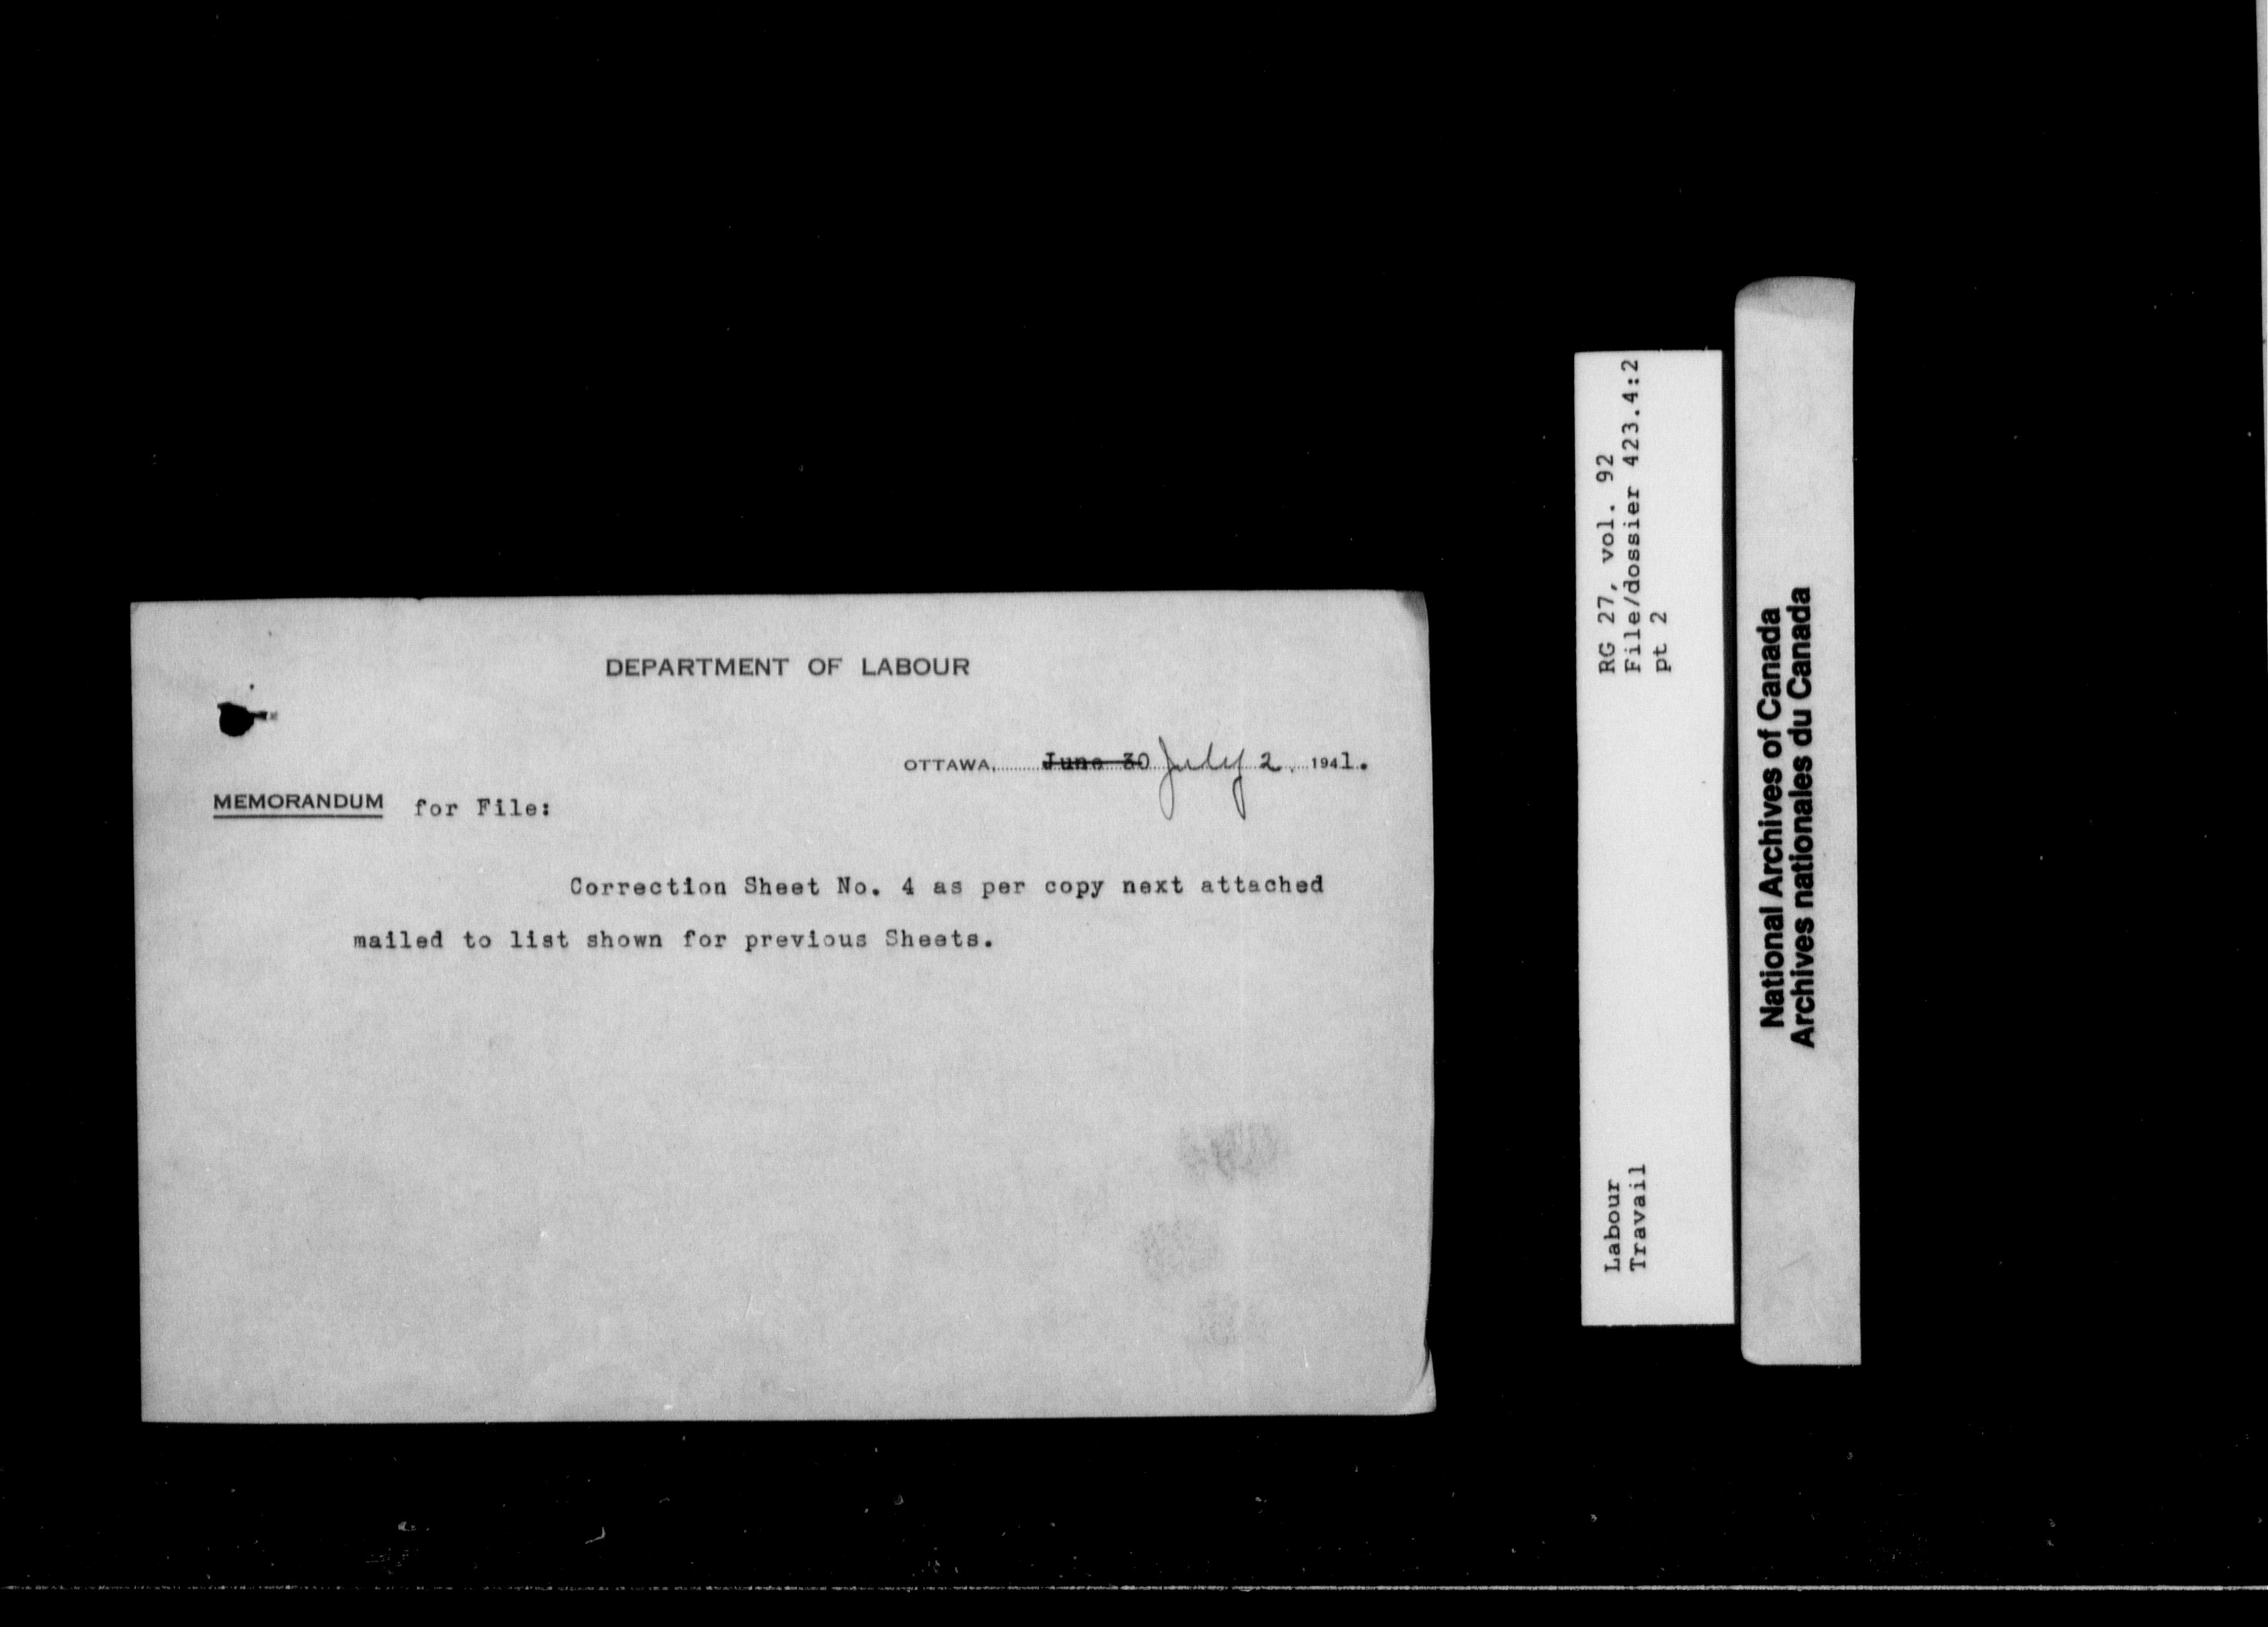 DEPARTMENT OF LABOUR
OTTAWA, June 30 July 2. 1941.
MEMORANDUM for File:
Correction Sheet No. 4 as per copy next attached
mailed to list shown for previous Sheets.
RG 27, vol. 92
File/dossier 423.4:2
pt 2
Labour
Travail
National Archives of Canada
Archives nationales du Canada